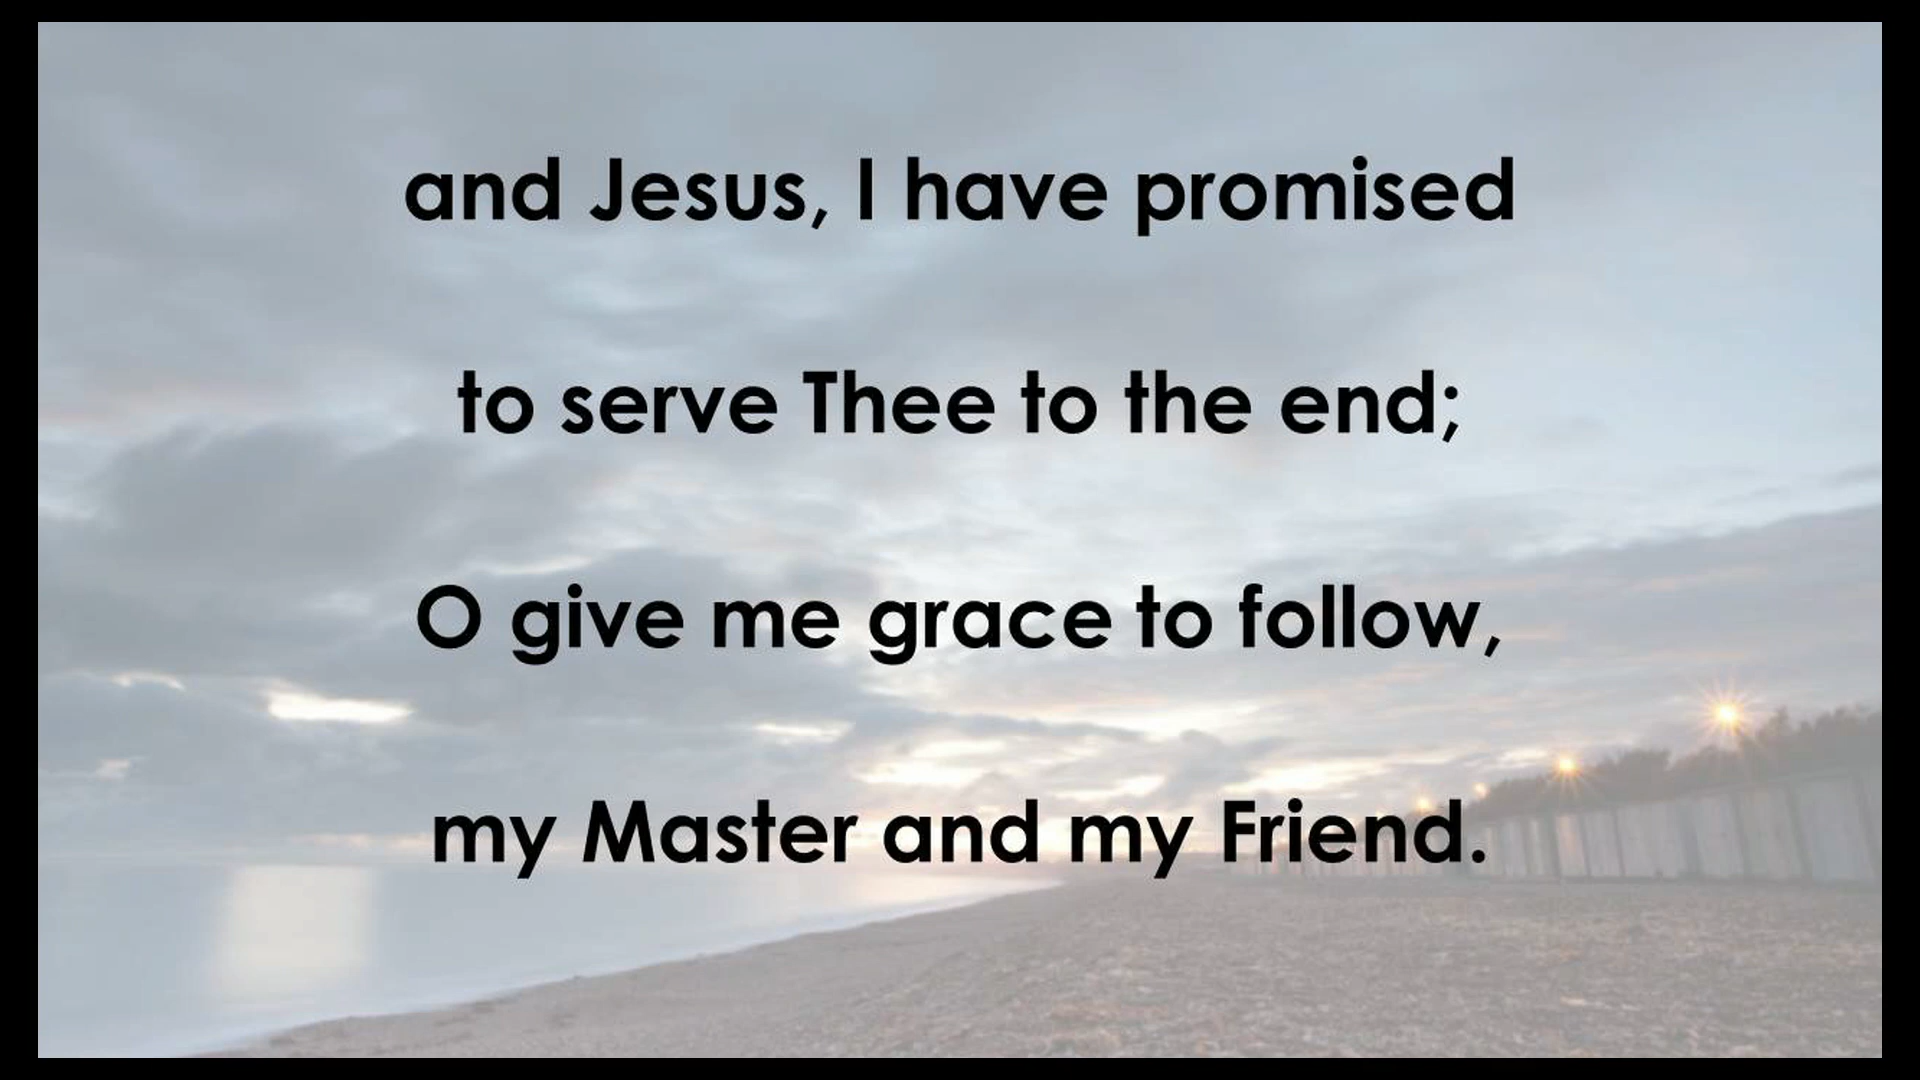 and Jesus, I have promised
to serve Thee to the end;
O give me grace to follow,
my Master and my Friend.